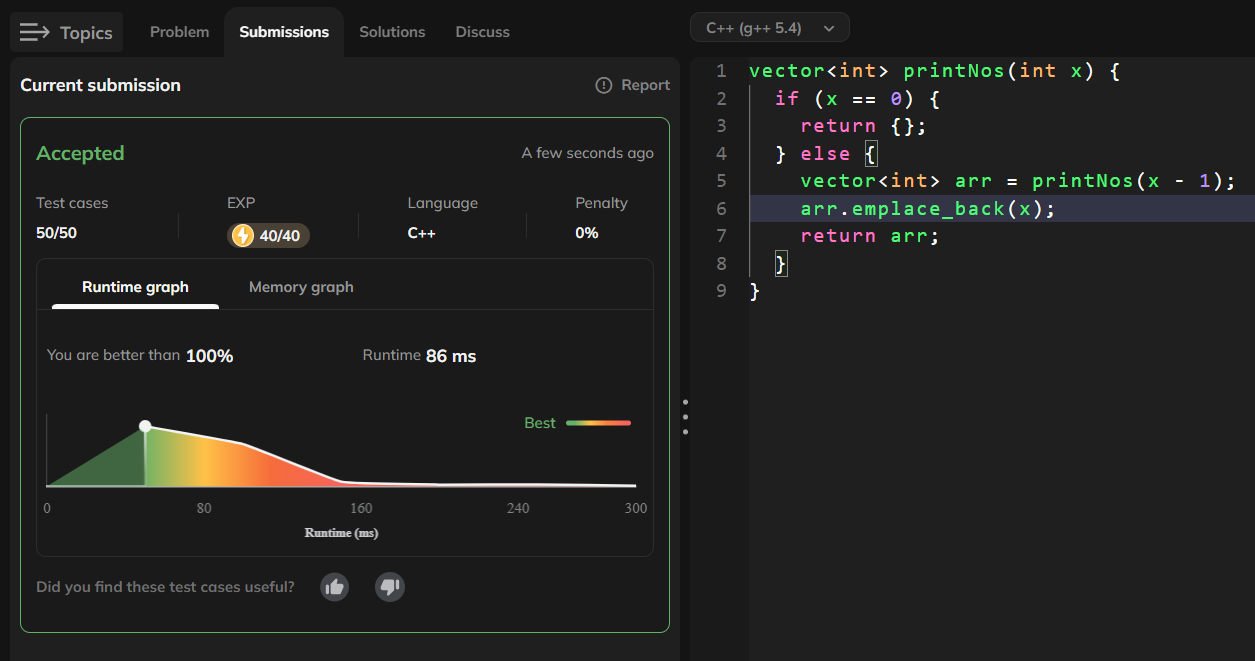 Topics Problem Submissions Solutions Discuss
Current submission Report
Accepted A few seconds ago
Test cases EXP Language Penalty
50/50 40/40 C++ 0%
Runtime graph Memory graph
You are better than 100% Runtime 86 ms
Best
0 80 160 240 300
Runtime (ms)
Did you find these test cases useful?
C++ (g++ 5.4)
1 vector<int> printNos(int x) {
2 if (x == 0) {
3 return {};
4 } else {
5 vector<int> arr = printNos(x - 1);
6 arr.emplace_back(x);
7 return arr;
8 }
9 }